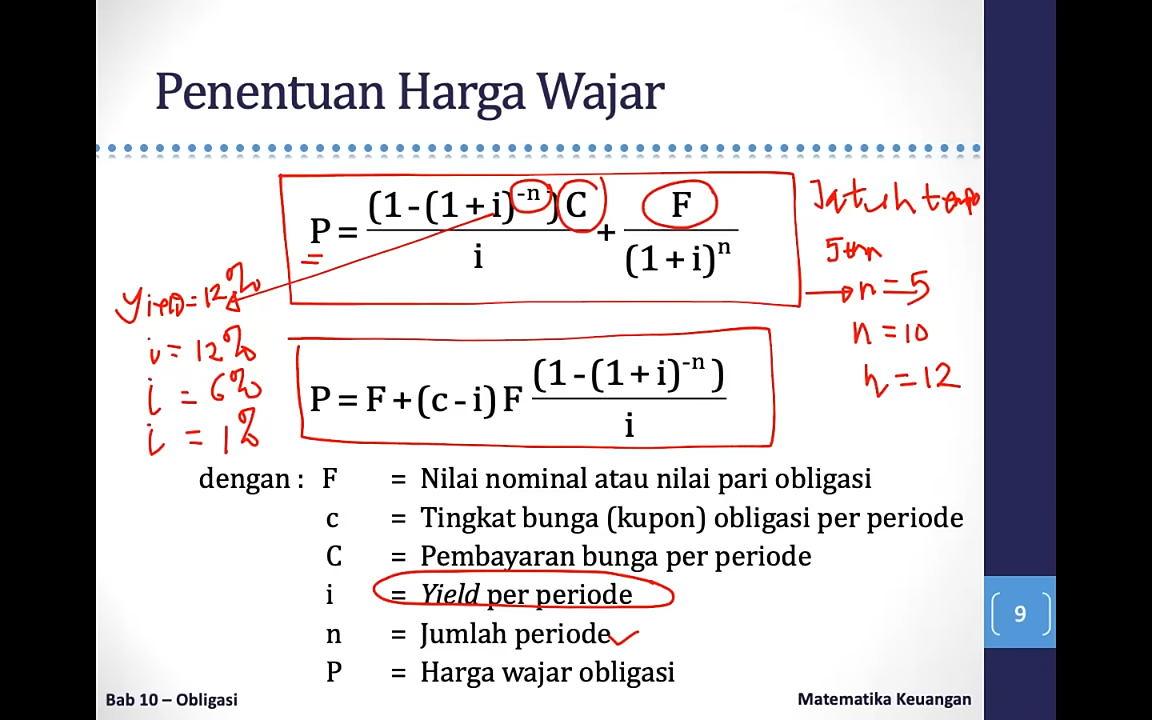 Penentuan Harga Wajar
P = (1 - (1 + i)^-n) C / i + F / (1 + i)^n
Jatuh tempo
5 thn
n = 5
n = 10
n = 12
Yield = 12%
i = 12%
i = 6%
i = 1%
P = F + (c - i) F (1 - (1 + i)^-n) / i
dengan : F = Nilai nominal atau nilai pari obligasi
c = Tingkat bunga (kupon) obligasi per periode
C = Pembayaran bunga per periode
i = Yield per periode
n = Jumlah periode
P = Harga wajar obligasi
9
Bab 10 – Obligasi
Matematika Keuangan